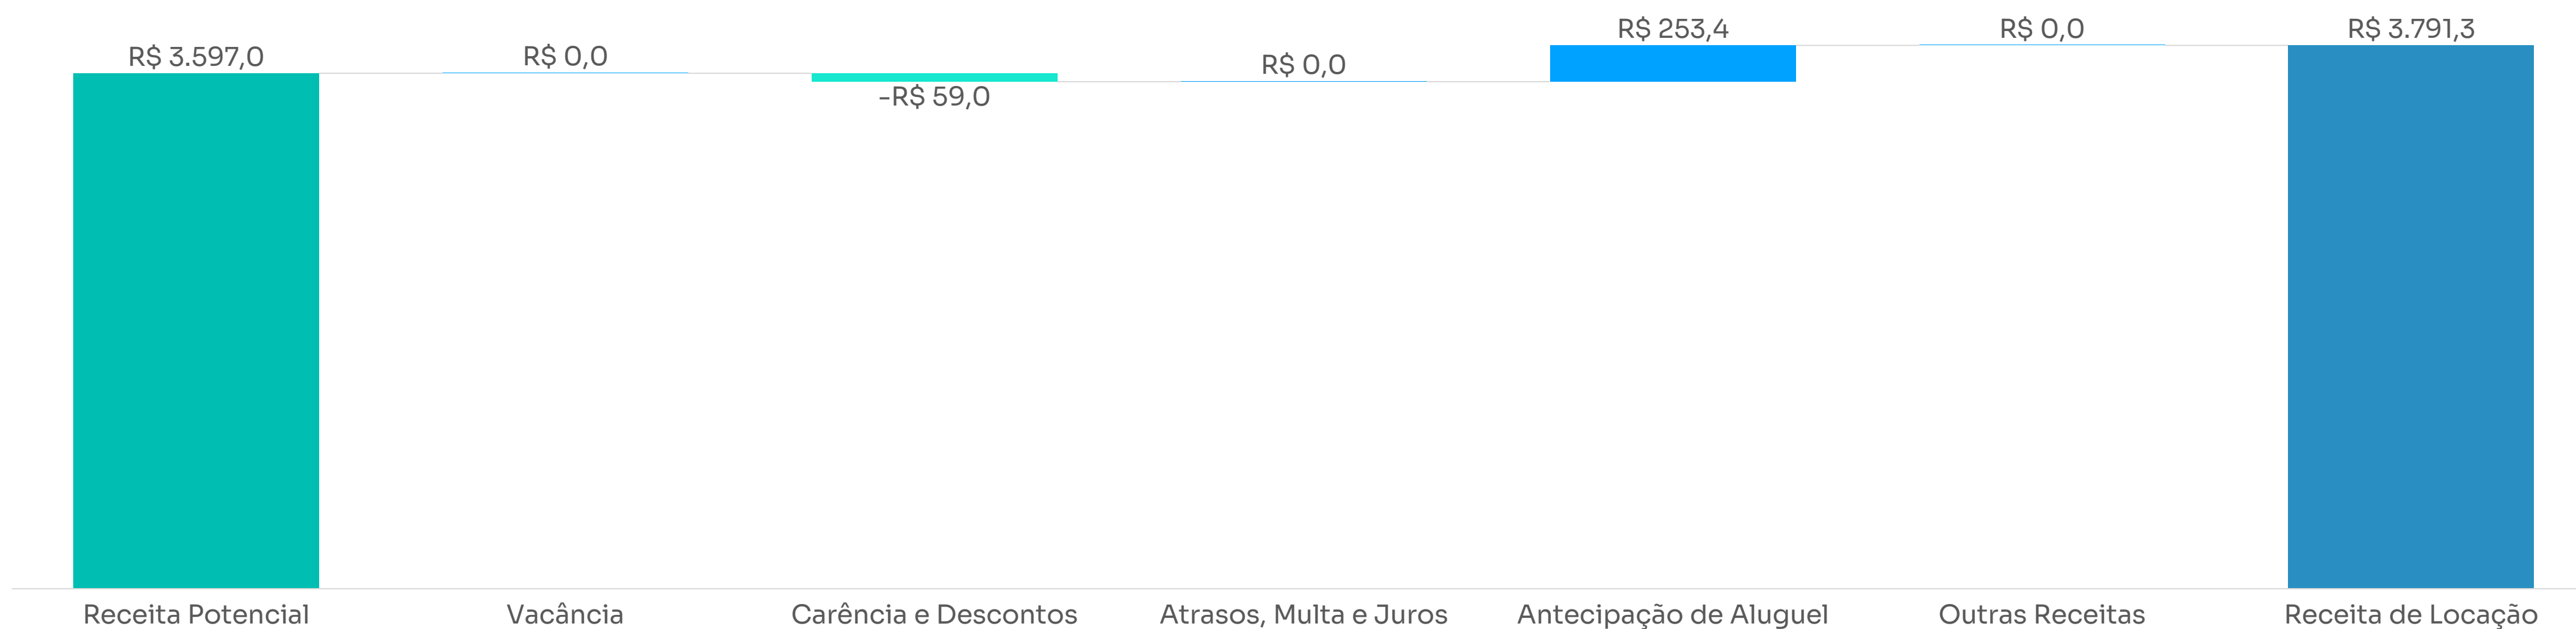 R$ 3.597,0
R$ 0,0
-R$ 59,0
R$ 0,0
R$ 253,4
R$ 0,0
R$ 3.791,3
Receita Potencial
Vacância
Carência e Descontos
Atrasos, Multa e Juros
Antecipação de Aluguel
Outras Receitas
Receita de Locação